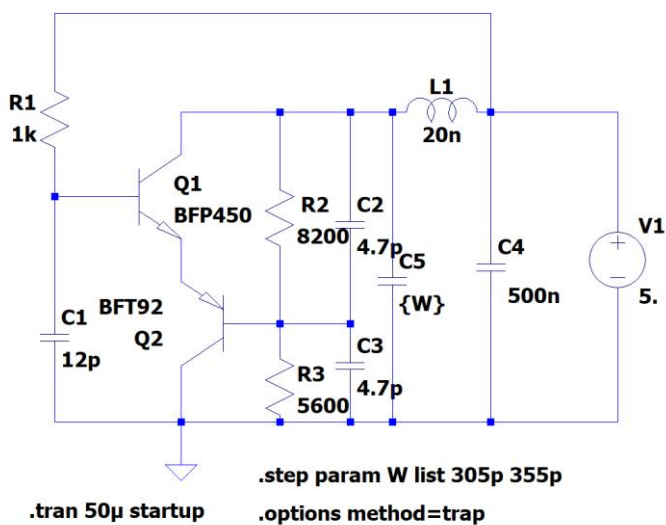 L1
20n
R1
1k
Q1
BFP450
R2
8200
C2
4.7p
C5
{W}
V1
5.
C4
500n
BFT92
Q2
C1
12p
C3
4.7p
R3
5600
.step param W list 305p 355p
.tran 50µ startup
.options method=trap